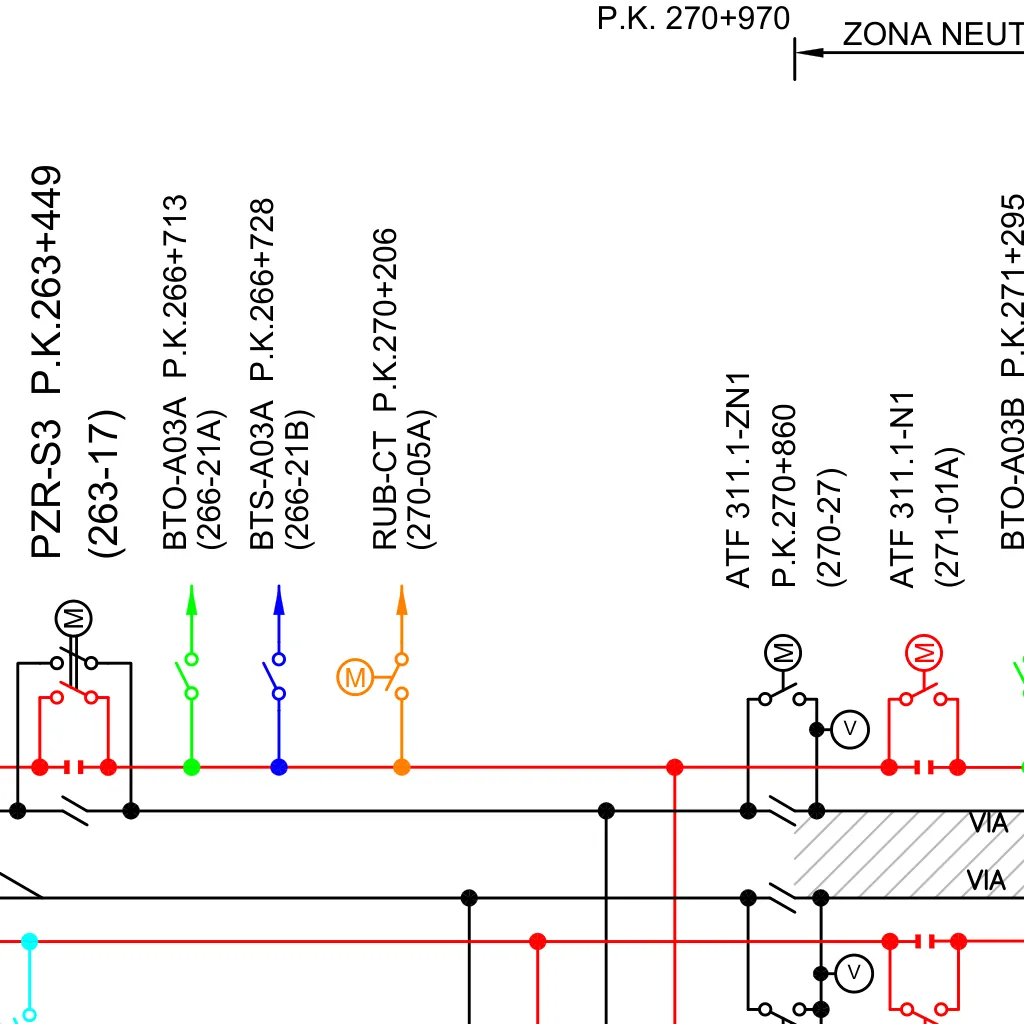 P.K. 270+970
ZONA NEUT
PZR-S3 P.K.263+449
(263-17)
BTO-A03A P.K.266+713
(266-21A)
BTS-A03A P.K.266+728
(266-21B)
RUB-CT P.K.270+206
(270-05A)
ATF 311.1-ZN1
P.K.270+860
(270-27)
ATF 311.1-N1
(271-01A)
BTO-A03B P.K.271+295
M
M
M
M
V
VIA
VIA
V